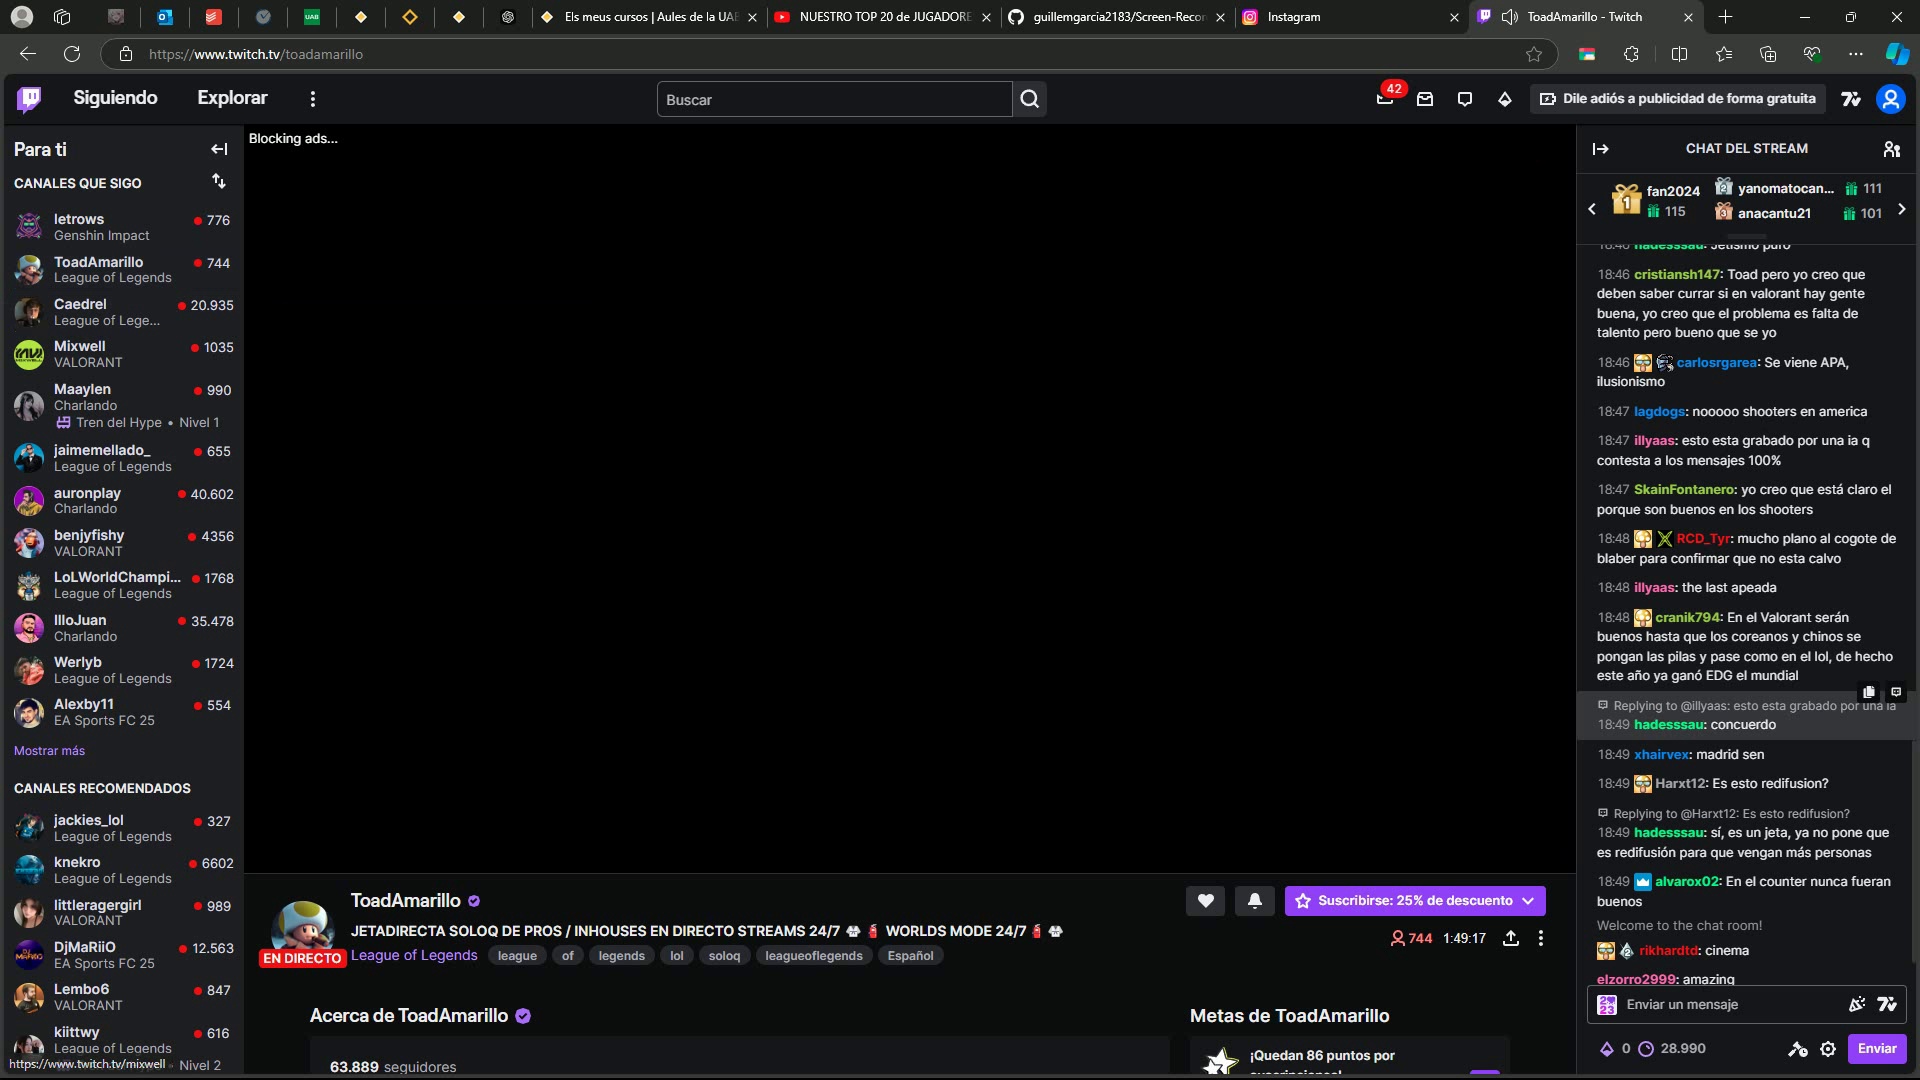 Els meus cursos | Aules de la UAB
NUESTRO TOP 20 de JUGADORE
guillemgarcia2183/Screen-Recor
Instagram
ToadAmarillo - Twitch
https://www.twitch.tv/toadamarillo
Siguiendo
Explorar
Buscar
42
Dile adiós a publicidad de forma gratuita
Para ti
CANALES QUE SIGO
letrows 776
Genshin Impact
ToadAmarillo 744
League of Legends
Caedrel 20.935
League of Lege...
Mixwell 1035
VALORANT
Maaylen 990
Charlando
Tren del Hype • Nivel 1
jaimemellado_ 655
League of Legends
auronplay 40.602
Charlando
benjyfishy 4356
VALORANT
LoLWorldChampi... 1768
League of Legends
IlloJuan 35.478
Charlando
Werlyb 1724
League of Legends
Alexby11 554
EA Sports FC 25
Mostrar más
CANALES RECOMENDADOS
jackies_lol 327
League of Legends
knekro 6602
League of Legends
littleragergirl 989
VALORANT
DjMaRiiO 12.563
EA Sports FC 25
Lembo6 847
VALORANT
kiittwy 616
League of Legends
https://www.twitch.tv/mixwell
Nivel 2
Blocking ads...
ToadAmarillo
JETADIRECTA SOLOQ DE PROS / INHOUSES EN DIRECTO STREAMS 24/7 WORLDS MODE 24/7
EN DIRECTO
League of Legends league of legends lol soloq leagueoflegends Español
Suscribirse: 25% de descuento
744 1:49:17
Acerca de ToadAmarillo
63.889 seguidores
Metas de ToadAmarillo
¡Quedan 86 puntos por
CHAT DEL STREAM
1 fan2024 115
2 yanomatocan... 111
3 anacantu21 101
18:46 hadesssau: Jetismo puro
18:46 cristiansh147: Toad pero yo creo que
deben saber currar si en valorant hay gente
buena, yo creo que el problema es falta de
talento pero bueno que se yo
18:46 carlosrgarea: Se viene APA,
ilusionismo
18:47 lagdogs: nooooo shooters en america
18:47 illyaas: esto esta grabado por una ia q
contesta a los mensajes 100%
18:47 SkainFontanero: yo creo que está claro el
porque son buenos en los shooters
18:48 RCD_Tyr: mucho plano al cogote de
blaber para confirmar que no esta calvo
18:48 illyaas: the last apeada
18:48 cranik794: En el Valorant serán
buenos hasta que los coreanos y chinos se
pongan las pilas y pase como en el lol, de hecho
este año ya ganó EDG el mundial
Replying to @illyaas: esto esta grabado por una ia
18:49 hadesssau: concuerdo
18:49 xhairvex: madrid sen
18:49 Harxt12: Es esto redifusion?
Replying to @Harxt12: Es esto redifusion?
18:49 hadesssau: sí, es un jeta, ya no pone que
es redifusión para que vengan más personas
18:49 alvarox02: En el counter nunca fueran
buenos
Welcome to the chat room!
rikhardtd: cinema
elzorro2999: amazing
Enviar un mensaje
0 28.990
Enviar